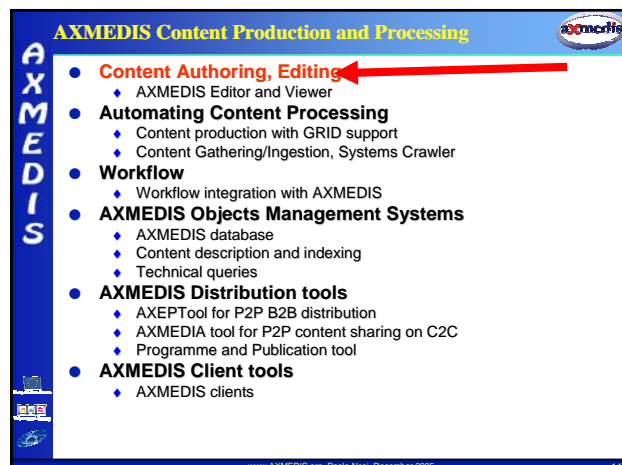 AXMEDIS Content Production and Processing
axmedis
AXMEDIS
Content Authoring, Editing
AXMEDIS Editor and Viewer
Automating Content Processing
Content production with GRID support
Content Gathering/Ingestion, Systems Crawler
Workflow
Workflow integration with AXMEDIS
AXMEDIS Objects Management Systems
AXMEDIS database
Content description and indexing
Technical queries
AXMEDIS Distribution tools
AXEPTool for P2P B2B distribution
AXMEDIA tool for P2P content sharing on C2C
Programme and Publication tool
AXMEDIS Client tools
AXMEDIS clients